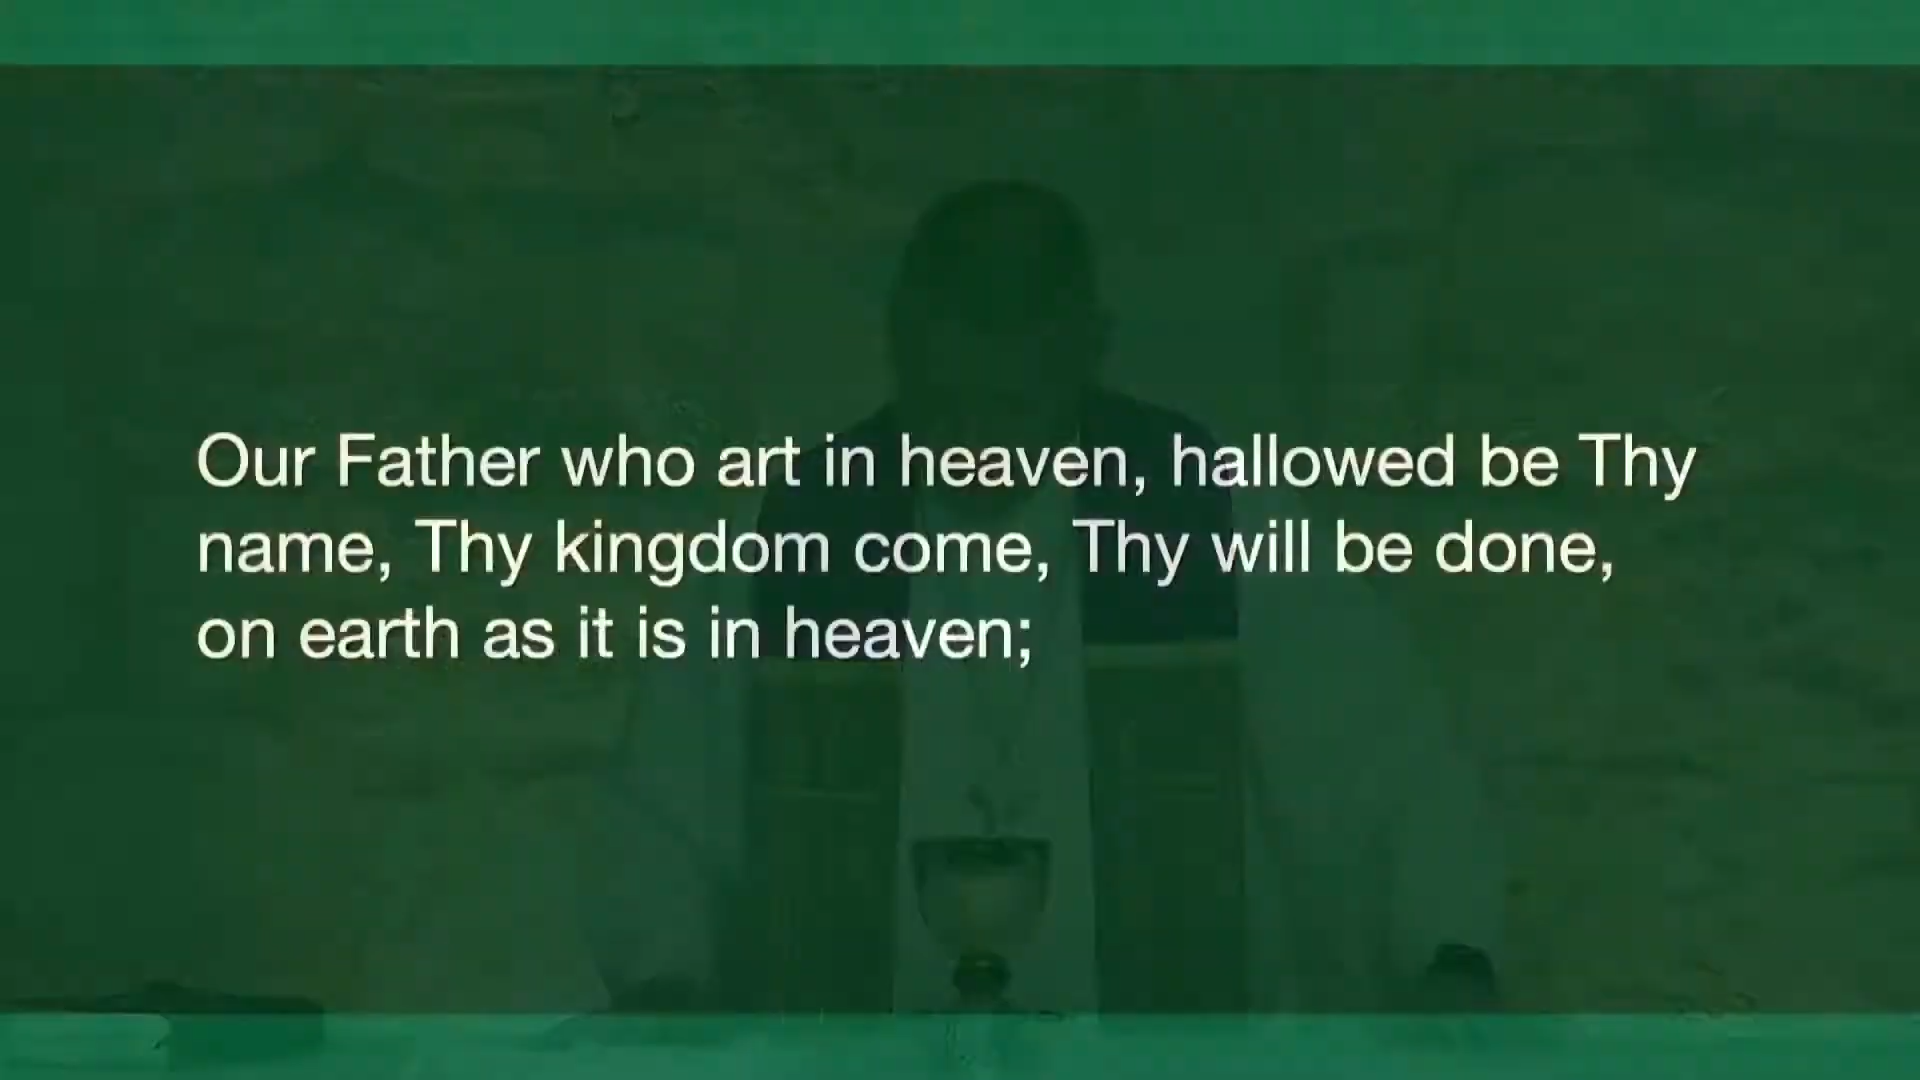 Our Father who art in heaven, hallowed be Thy
name, Thy kingdom come, Thy will be done,
on earth as it is in heaven;